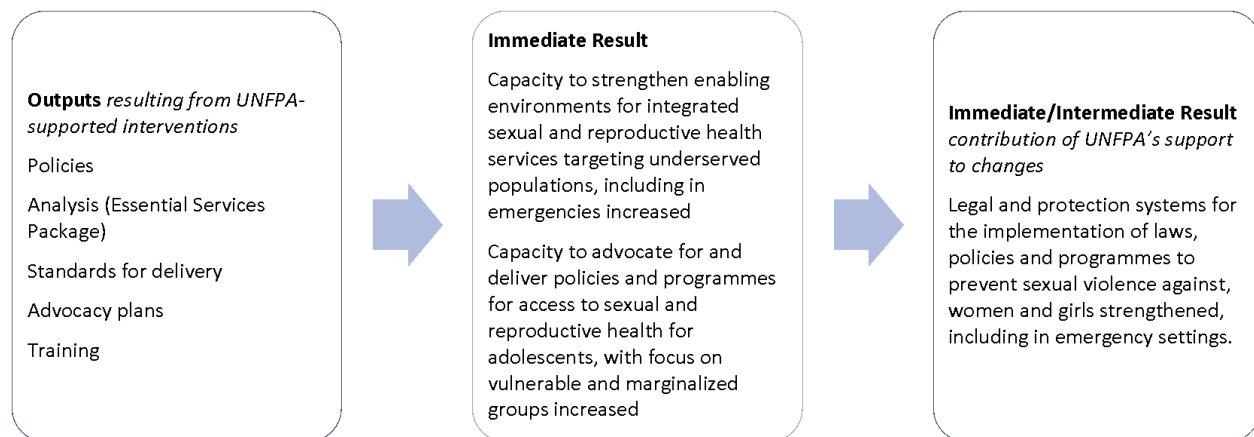 Outputs resulting from UNFPA-
supported interventions
Policies
Analysis (Essential Services
Package)
Standards for delivery
Advocacy plans
Training
Immediate Result
Capacity to strengthen enabling
environments for integrated
sexual and reproductive health
services targeting underserved
populations, including in
emergencies increased
Capacity to advocate for and
deliver policies and programmes
for access to sexual and
reproductive health for
adolescents, with focus on
vulnerable and marginalized
groups increased
Immediate/Intermediate Result
contribution of UNFPA's support
to changes
Legal and protection systems for
the implementation of laws,
policies and programmes to
prevent sexual violence against,
women and girls strengthened,
including in emergency settings.